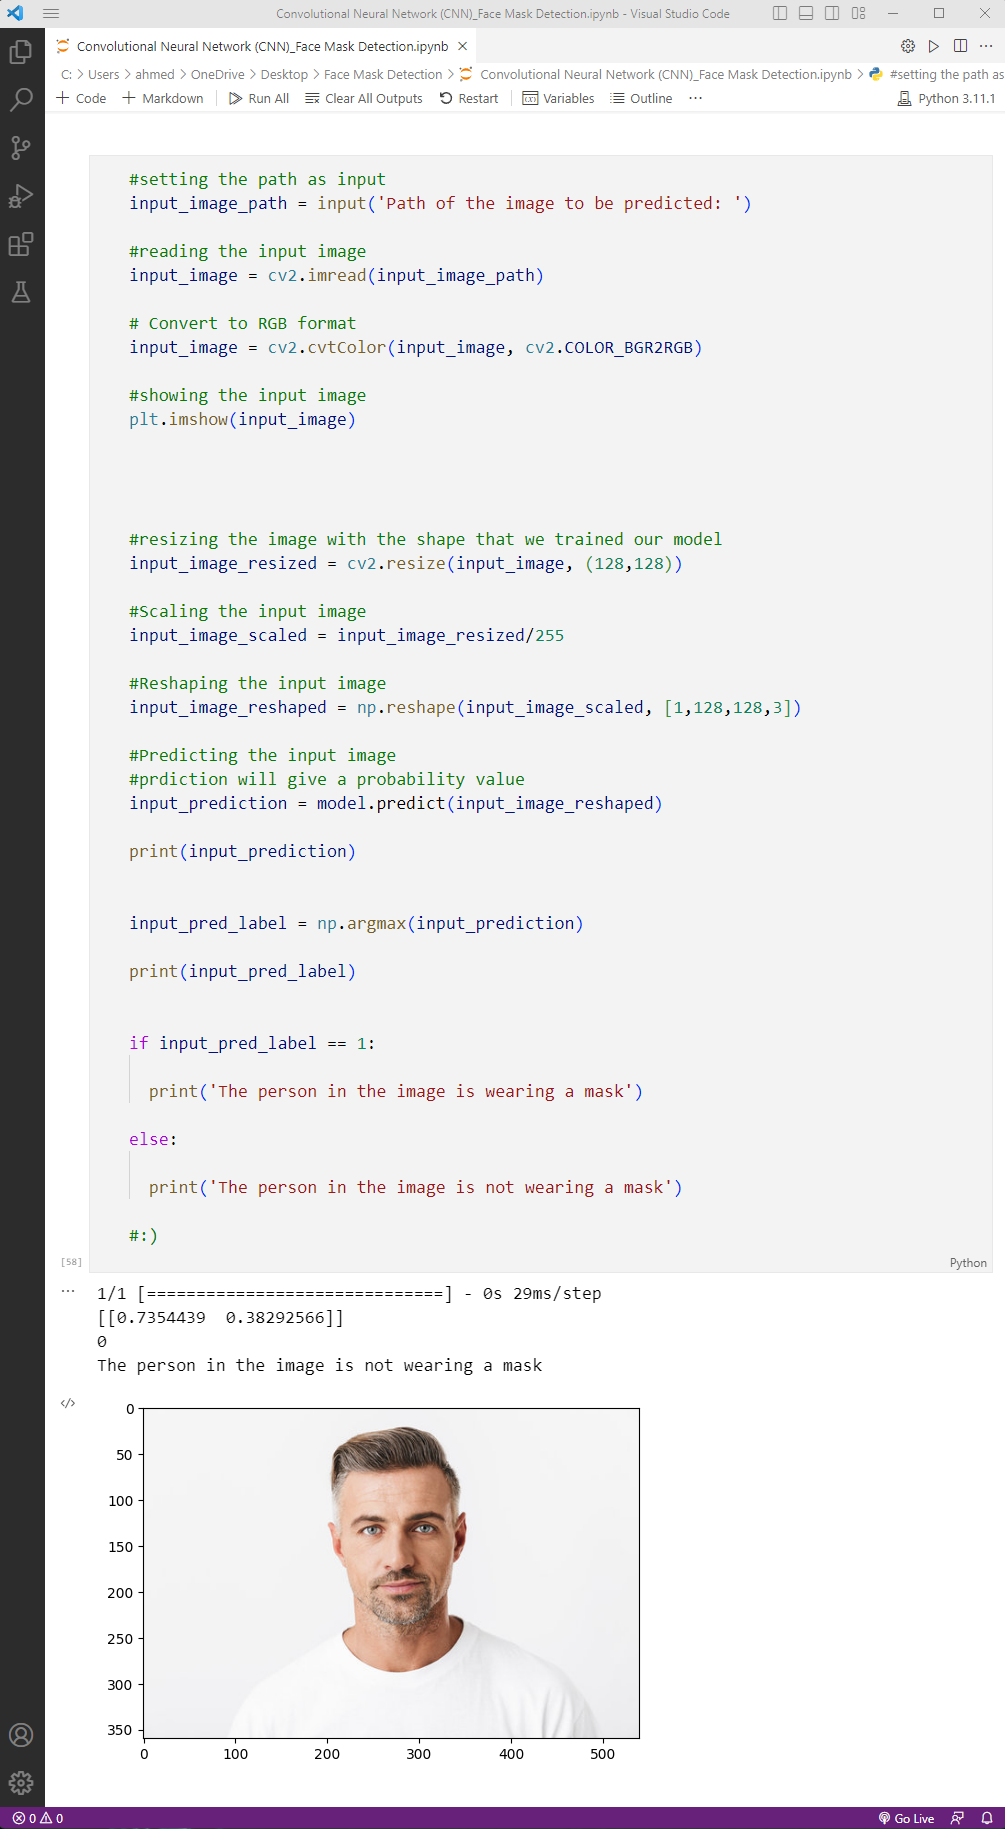 Convolutional Neural Network (CNN)_Face Mask Detection.ipynb - Visual Studio Code
Convolutional Neural Network (CNN)_Face Mask Detection.ipynb
C: > Users > ahmed > OneDrive > Desktop > Face Mask Detection > Convolutional Neural Network (CNN)_Face Mask Detection.ipynb > #setting the path as
+ Code + Markdown Run All Clear All Outputs Restart Variables Outline ... Python 3.11.1
#setting the path as input
input_image_path = input('Path of the image to be predicted: ')
#reading the input image
input_image = cv2.imread(input_image_path)
# Convert to RGB format
input_image = cv2.cvtColor(input_image, cv2.COLOR_BGR2RGB)
#showing the input image
plt.imshow(input_image)
#resizing the image with the shape that we trained our model
input_image_resized = cv2.resize(input_image, (128,128))
#Scaling the input image
input_image_scaled = input_image_resized/255
#Reshaping the input image
input_image_reshaped = np.reshape(input_image_scaled, [1,128,128,3])
#Predicting the input image
#prdiction will give a probability value
input_prediction = model.predict(input_image_reshaped)
print(input_prediction)
input_pred_label = np.argmax(input_prediction)
print(input_pred_label)
if input_pred_label == 1:
print('The person in the image is wearing a mask')
else:
print('The person in the image is not wearing a mask')
#:)
[58]
Python
1/1 [==============================] - 0s 29ms/step
[[0.7354439  0.38292566]]
0
The person in the image is not wearing a mask
0
50
100
150
200
250
300
350
0 100 200 300 400 500
0 0 Go Live